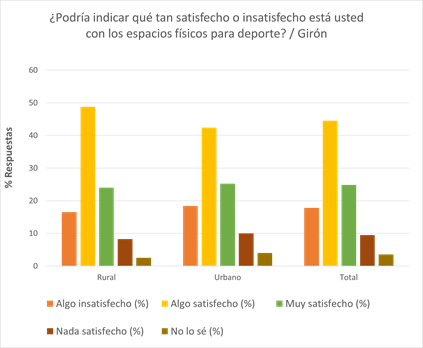 ¿Podría indicar qué tan satisfecho o insatisfecho está usted
con los espacios físicos para deporte? / Girón
60
50
40
30
20
10
0
% Respuestas
Rural
Urbano
Total
Algo insatisfecho (%)
Algo satisfecho (%)
Muy satisfecho (%)
Nada satisfecho (%)
No lo sé (%)